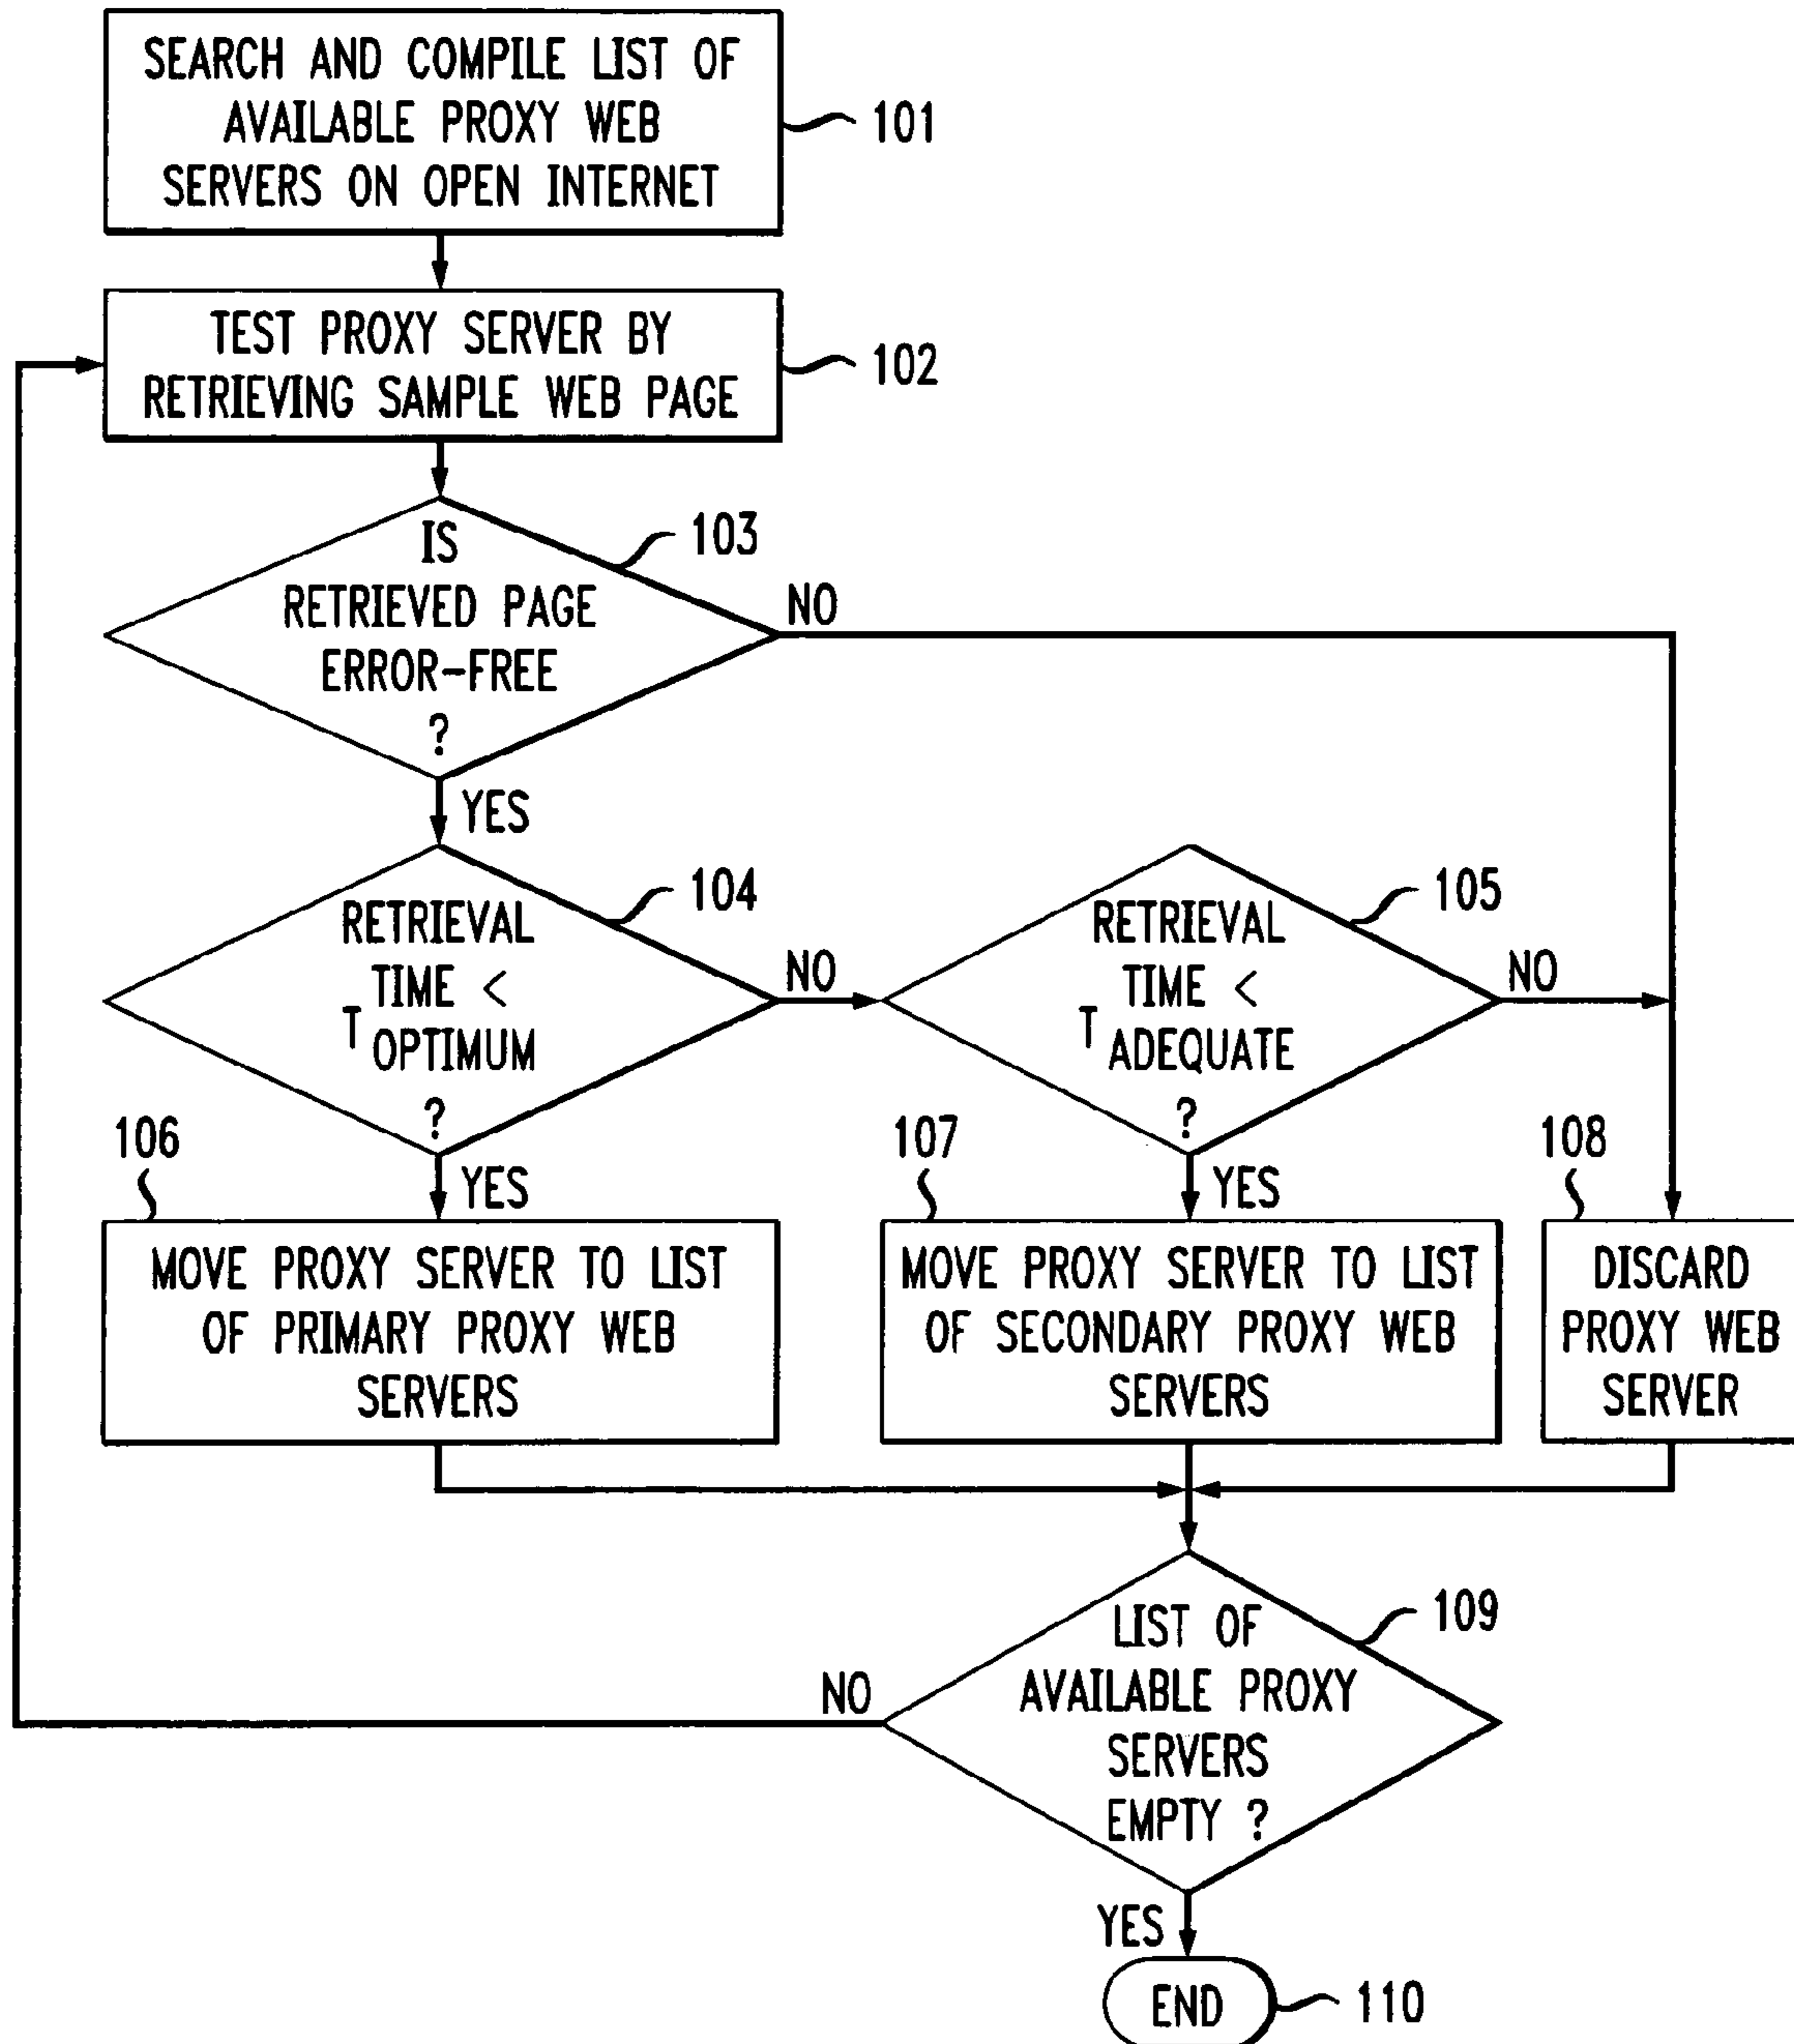 SEARCH AND COMPILE LIST OF
AVAILABLE PROXY WEB
SERVERS ON OPEN INTERNET
101
TEST PROXY SERVER BY
RETRIEVING SAMPLE WEB PAGE
102
IS
RETRIEVED PAGE
ERROR-FREE
?
103
NO
YES
RETRIEVAL
TIME <
T OPTIMUM
?
104
NO
RETRIEVAL
TIME <
T ADEQUATE
?
105
NO
106
YES
107
YES
108
MOVE PROXY SERVER TO LIST
OF PRIMARY PROXY WEB
SERVERS
MOVE PROXY SERVER TO LIST
OF SECONDARY PROXY WEB
SERVERS
DISCARD
PROXY WEB
SERVER
LIST OF
AVAILABLE PROXY
SERVERS
EMPTY ?
109
NO
YES
END
110